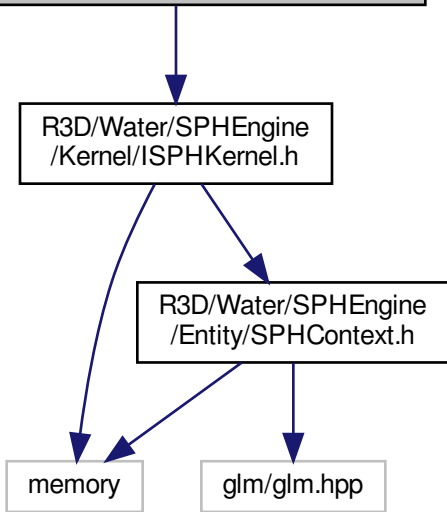 R3D/Water/SPHEngine
/Kernel/ISPHKernel.h
R3D/Water/SPHEngine
/Entity/SPHContext.h
memory
glm/glm.hpp